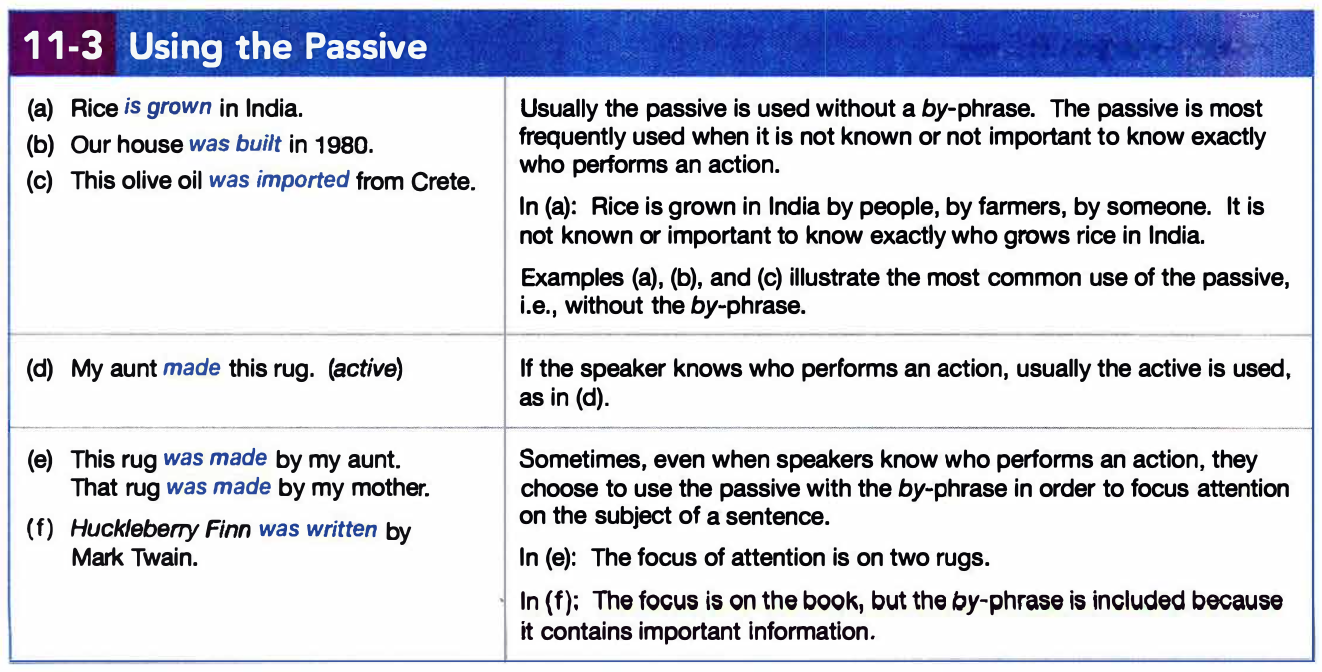 11-3 Using the Passive
(a) Rice is grown in India.
(b) Our house was built in 1980.
(c) This olive oil was imported from Crete.
Usually the passive is used without a by-phrase. The passive is most
frequently used when it is not known or not important to know exactly
who performs an action.
In (a): Rice is grown in India by people, by farmers, by someone. It is
not known or important to know exactly who grows rice in India.
Examples (a), (b), and (c) illustrate the most common use of the passive,
i.e., without the by-phrase.
(d) My aunt made this rug. (active)
If the speaker knows who performs an action, usually the active is used,
as in (d).
(e) This rug was made by my aunt.
That rug was made by my mother.
(f) Huckleberry Finn was written by
Mark Twain.
Sometimes, even when speakers know who performs an action, they
choose to use the passive with the by-phrase in order to focus attention
on the subject of a sentence.
In (e): The focus of attention is on two rugs.
In (f): The focus is on the book, but the by-phrase is included because
it contains important information.